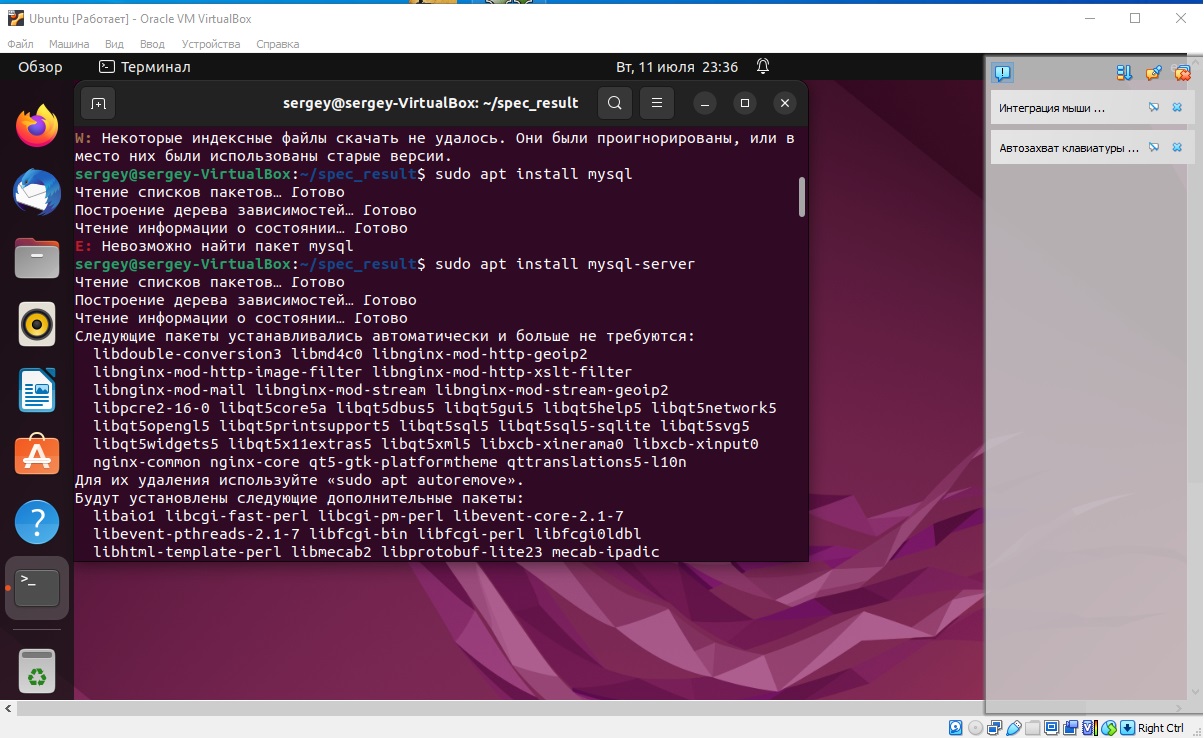 Ubuntu [Работает] - Oracle VM VirtualBox
Файл Машина Вид Ввод Устройства Справка
Обзор Терминал Вт, 11 июля 23:36
sergey@sergey-VirtualBox: ~/spec_result
W: Некоторые индексные файлы скачать не удалось. Они были проигнорированы, или в
место них были использованы старые версии.
sergey@sergey-VirtualBox:~/spec_result$ sudo apt install mysql
Чтение списков пакетов… Готово
Построение дерева зависимостей… Готово
Чтение информации о состоянии… Готово
E: Невозможно найти пакет mysql
sergey@sergey-VirtualBox:~/spec_result$ sudo apt install mysql-server
Чтение списков пакетов… Готово
Построение дерева зависимостей… Готово
Чтение информации о состоянии… Готово
Следующие пакеты устанавливались автоматически и больше не требуются:
libdouble-conversion3 libmd4c0 libnginx-mod-http-geoip2
libnginx-mod-http-image-filter libnginx-mod-http-xslt-filter
libnginx-mod-mail libnginx-mod-stream libnginx-mod-stream-geoip2
libpcre2-16-0 libqt5core5a libqt5dbus5 libqt5gui5 libqt5help5 libqt5network5
libqt5opengl5 libqt5printsupport5 libqt5sql5 libqt5sql5-sqlite libqt5svg5
libqt5widgets5 libqt5x11extras5 libqt5xml5 libxcb-xinerama0 libxcb-xinput0
nginx-common nginx-core qt5-gtk-platformtheme qttranslations5-l10n
Для их удаления используйте «sudo apt autoremove».
Будут установлены следующие дополнительные пакеты:
libaio1 libcgi-fast-perl libcgi-pm-perl libevent-core-2.1-7
libevent-pthreads-2.1-7 libfcgi-bin libfcgi-perl libfcgi0ldbl
libhtml-template-perl libmecab2 libprotobuf-lite23 mecab-ipadic
Интеграция мыши ...
Автозахват клавиатуры ...
Right Ctrl